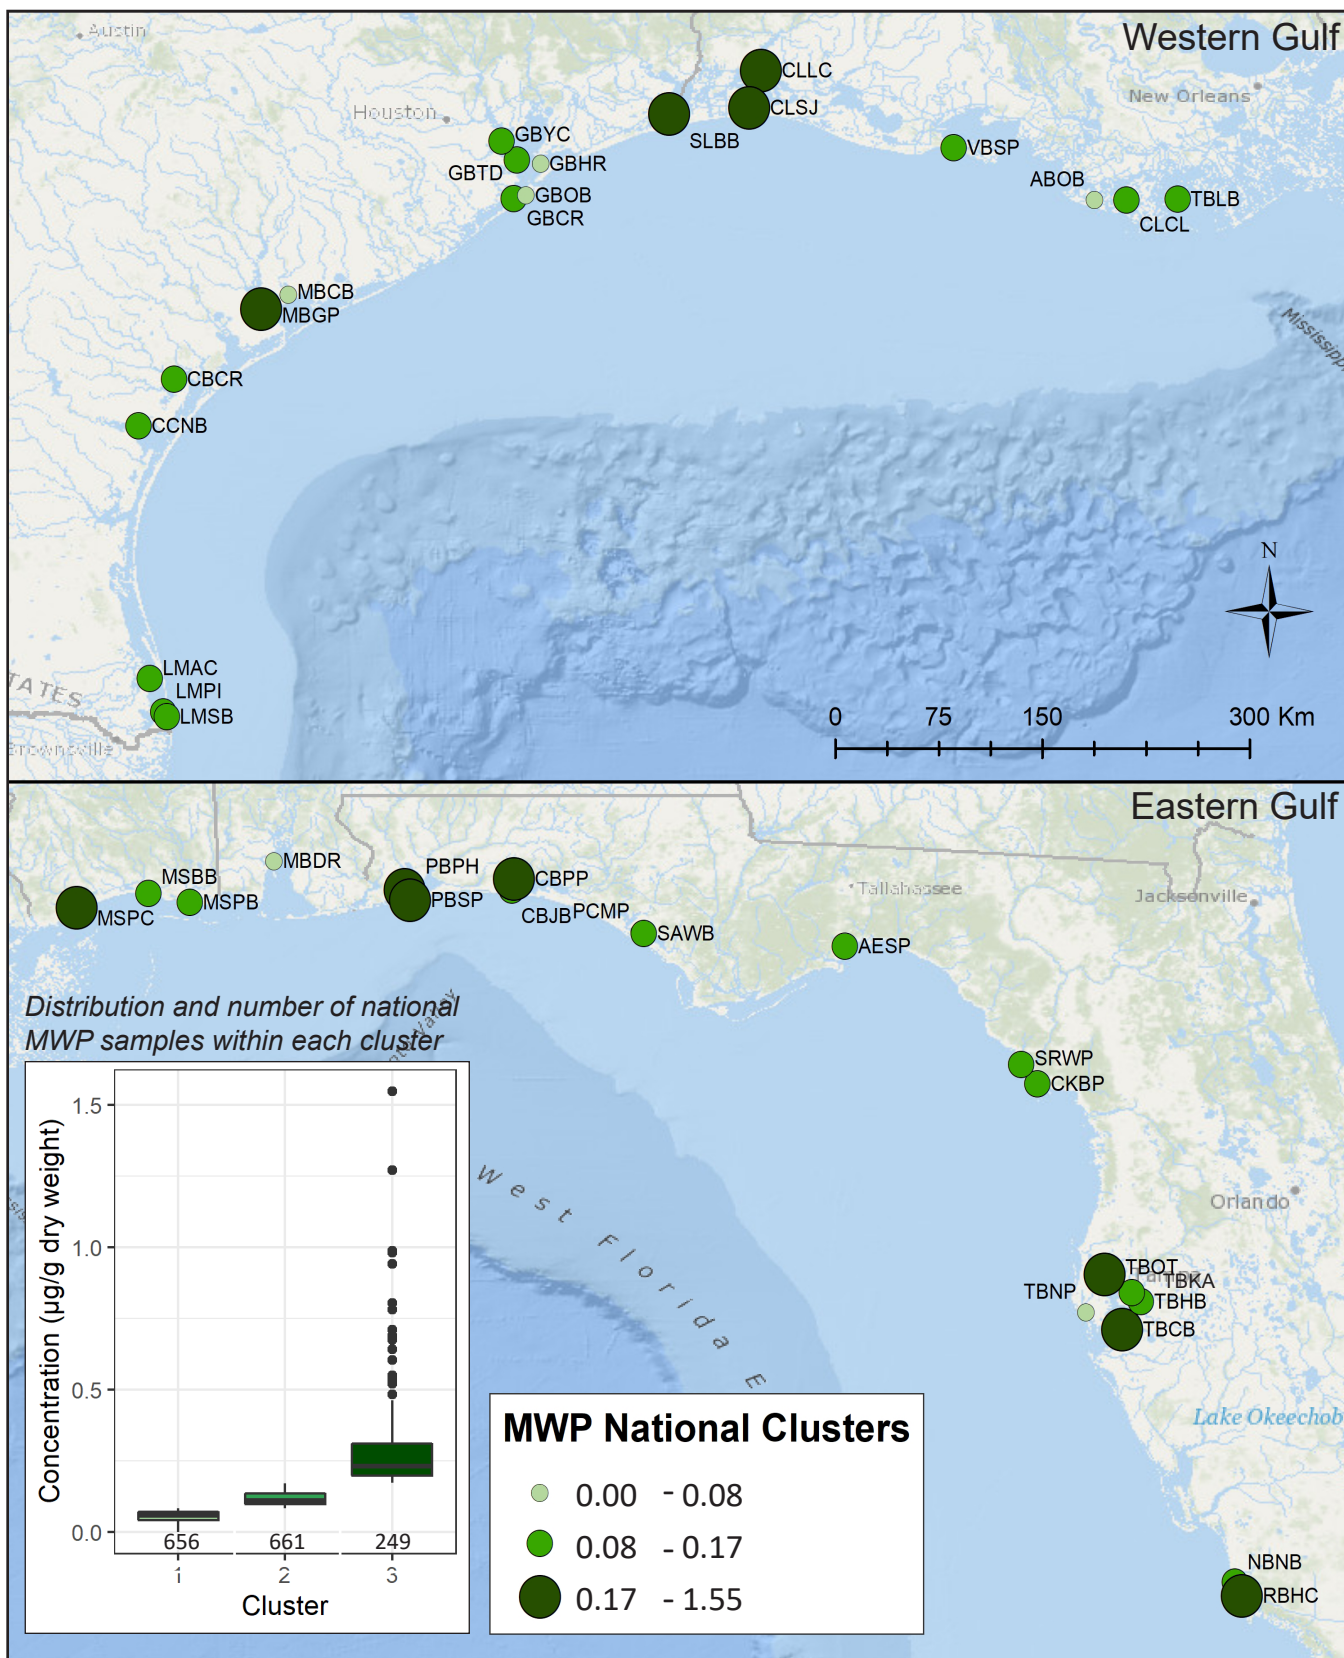 Western Gulf
Austin
Houston
New Orleans
CLLC
CLSJ
SLBB
GBYC
GBTD
GBHR
GBOB
GBCR
VBSP
ABOB
TBLB
CLCL
MBCB
MBGP
Mississipp
CBCR
CCNB
N
LMAC
LMPI
LMSB
TATES
Brownsville
0 75 150 300 Km
Eastern Gulf
MBDR
MSBB
MSPB
MSPC
PBPH
PBSP
CBPP
CBJB
PCMP
SAWB
Tallahassee
Jacksonville
AESP
SRWP
CKBP
Distribution and number of national
MWP samples within each cluster
West Florida E
Orlando
TBOT
Tampa
TBKA
TBNP
TBHB
TBCB
Lake Okeechob
NBNB
RBHC
Concentration (µg/g dry weight)
1.5
1.0
0.5
0.0
656 661 249
1 2 3
Cluster
MWP National Clusters
0.00 - 0.08
0.08 - 0.17
0.17 - 1.55